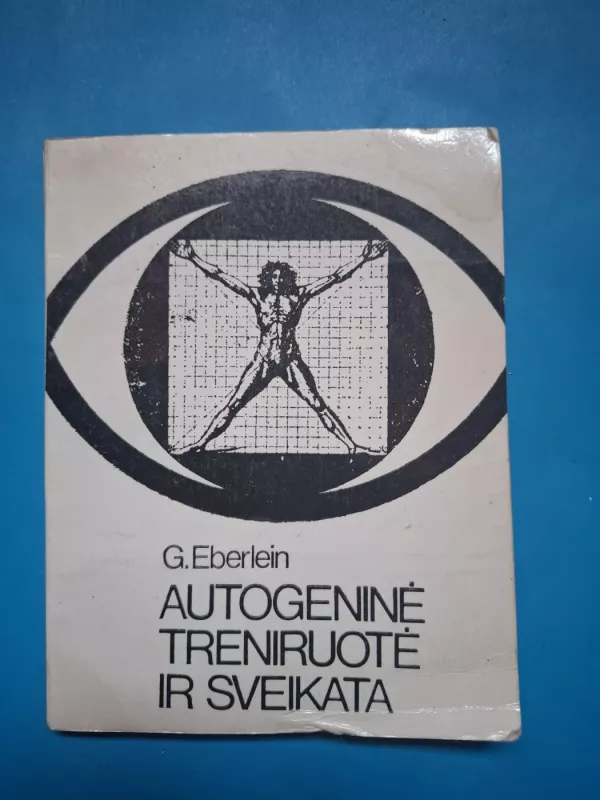 G.Eberlein
AUTOGENINĖ
TRENIRUOTĖ
IR SVEIKATA